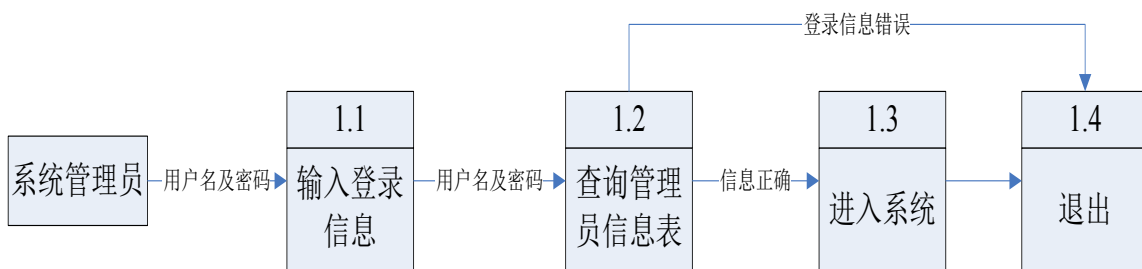 登录信息错误
1.1
1.2
1.3
1.4
系统管理员
用户名及密码
输入登录
信息
用户名及密码
查询管理
员信息表
信息正确
进入系统
退出